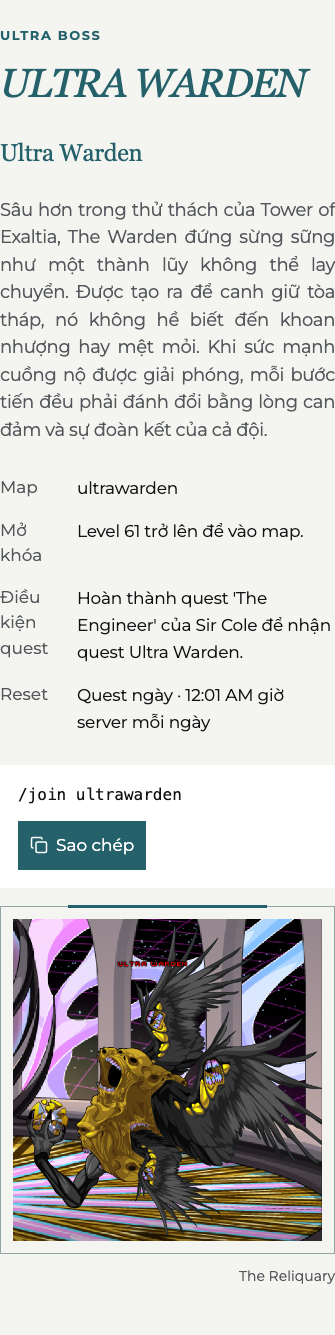 ULTRA BOSS
ULTRA WARDEN
Ultra Warden
Sâu hơn trong thử thách của Tower of
Exaltia, The Warden đứng sừng sững
như một thành lũy không thể lay
chuyển. Được tạo ra để canh giữ tòa
tháp, nó không hề biết đến khoan
nhượng hay mệt mỏi. Khi sức mạnh
cuồng nộ được giải phóng, mỗi bước
tiến đều phải đánh đổi bằng lòng can
đảm và sự đoàn kết của cả đội.
Map
ultrawarden
Mở
khóa
Level 61 trở lên để vào map.
Điều
kiện
quest
Hoàn thành quest 'The
Engineer' của Sir Cole để nhận
quest Ultra Warden.
Reset
Quest ngày · 12:01 AM giờ
server mỗi ngày
/join ultrawarden
Sao chép
ULTRA WARDEN
The Reliquary